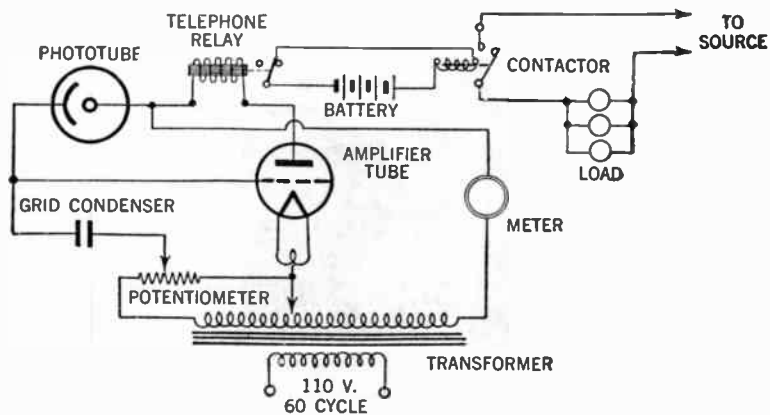 TELEPHONE
RELAY
PHOTOTUBE
TO
SOURCE
CONTACTOR
BATTERY
AMPLIFIER
TUBE
LOAD
GRID CONDENSER
METER
POTENTIOMETER
TRANSFORMER
110 V.
60 CYCLE